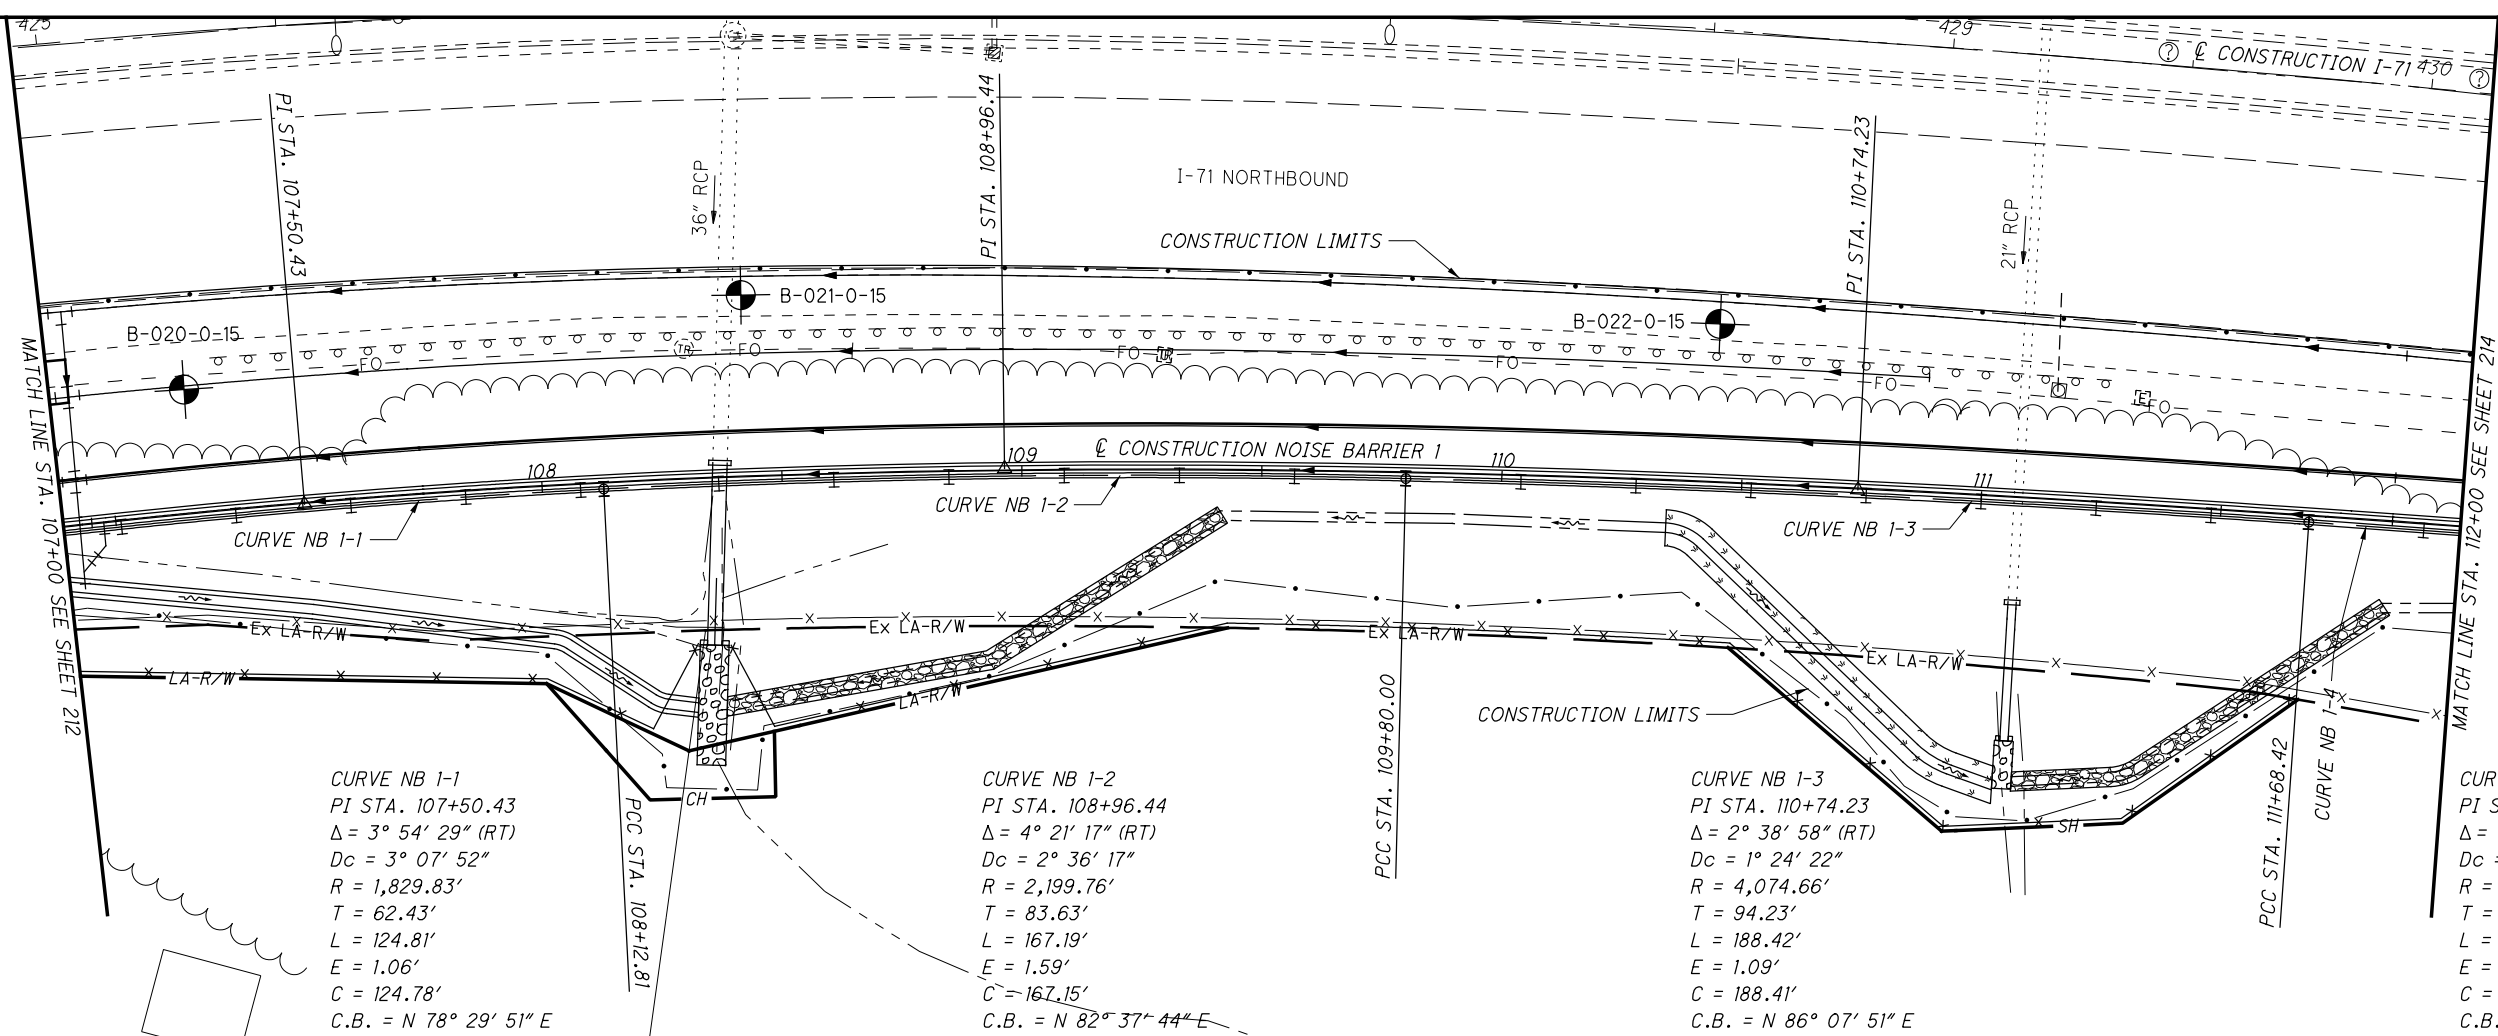 425
429
℄ CONSTRUCTION I-71
430
?
?
PI STA. 107+50.43
36" RCP
PI STA. 108+96.44
I-71 NORTHBOUND
CONSTRUCTION LIMITS
PI STA. 110+74.23
21" RCP
B-020-0-15
B-021-0-15
B-022-0-15
FO
TR
FO
FO
FO
FO
E
FO
MATCH LINE STA. 107+00 SEE SHEET 212
MATCH LINE STA. 112+00 SEE SHEET 214
108
109
℄ CONSTRUCTION NOISE BARRIER 1
110
111
CURVE NB 1-1
CURVE NB 1-2
CURVE NB 1-3
CURVE NB 1-4
Ex LA-R/W
Ex LA-R/W
Ex LA-R/W
Ex LA-R/W
LA-R/W
LA-R/W
CONSTRUCTION LIMITS
CH
SH
PCC STA. 108+12.81
PCC STA. 109+80.00
PCC STA. 111+68.42
CURVE NB 1-1
PI STA. 107+50.43
Δ = 3° 54' 29" (RT)
Dc = 3° 07' 52"
R = 1,829.83'
T = 62.43'
L = 124.81'
E = 1.06'
C = 124.78'
C.B. = N 78° 29' 51" E
CURVE NB 1-2
PI STA. 108+96.44
Δ = 4° 21' 17" (RT)
Dc = 2° 36' 17"
R = 2,199.76'
T = 83.63'
L = 167.19'
E = 1.59'
C = 167.15'
C.B. = N 82° 37' 44" E
CURVE NB 1-3
PI STA. 110+74.23
Δ = 2° 38' 58" (RT)
Dc = 1° 24' 22"
R = 4,074.66'
T = 94.23'
L = 188.42'
E = 1.09'
C = 188.41'
C.B. = N 86° 07' 51" E
CUR
PI S
Δ =
Dc =
R =
T =
L =
E =
C =
C.B.